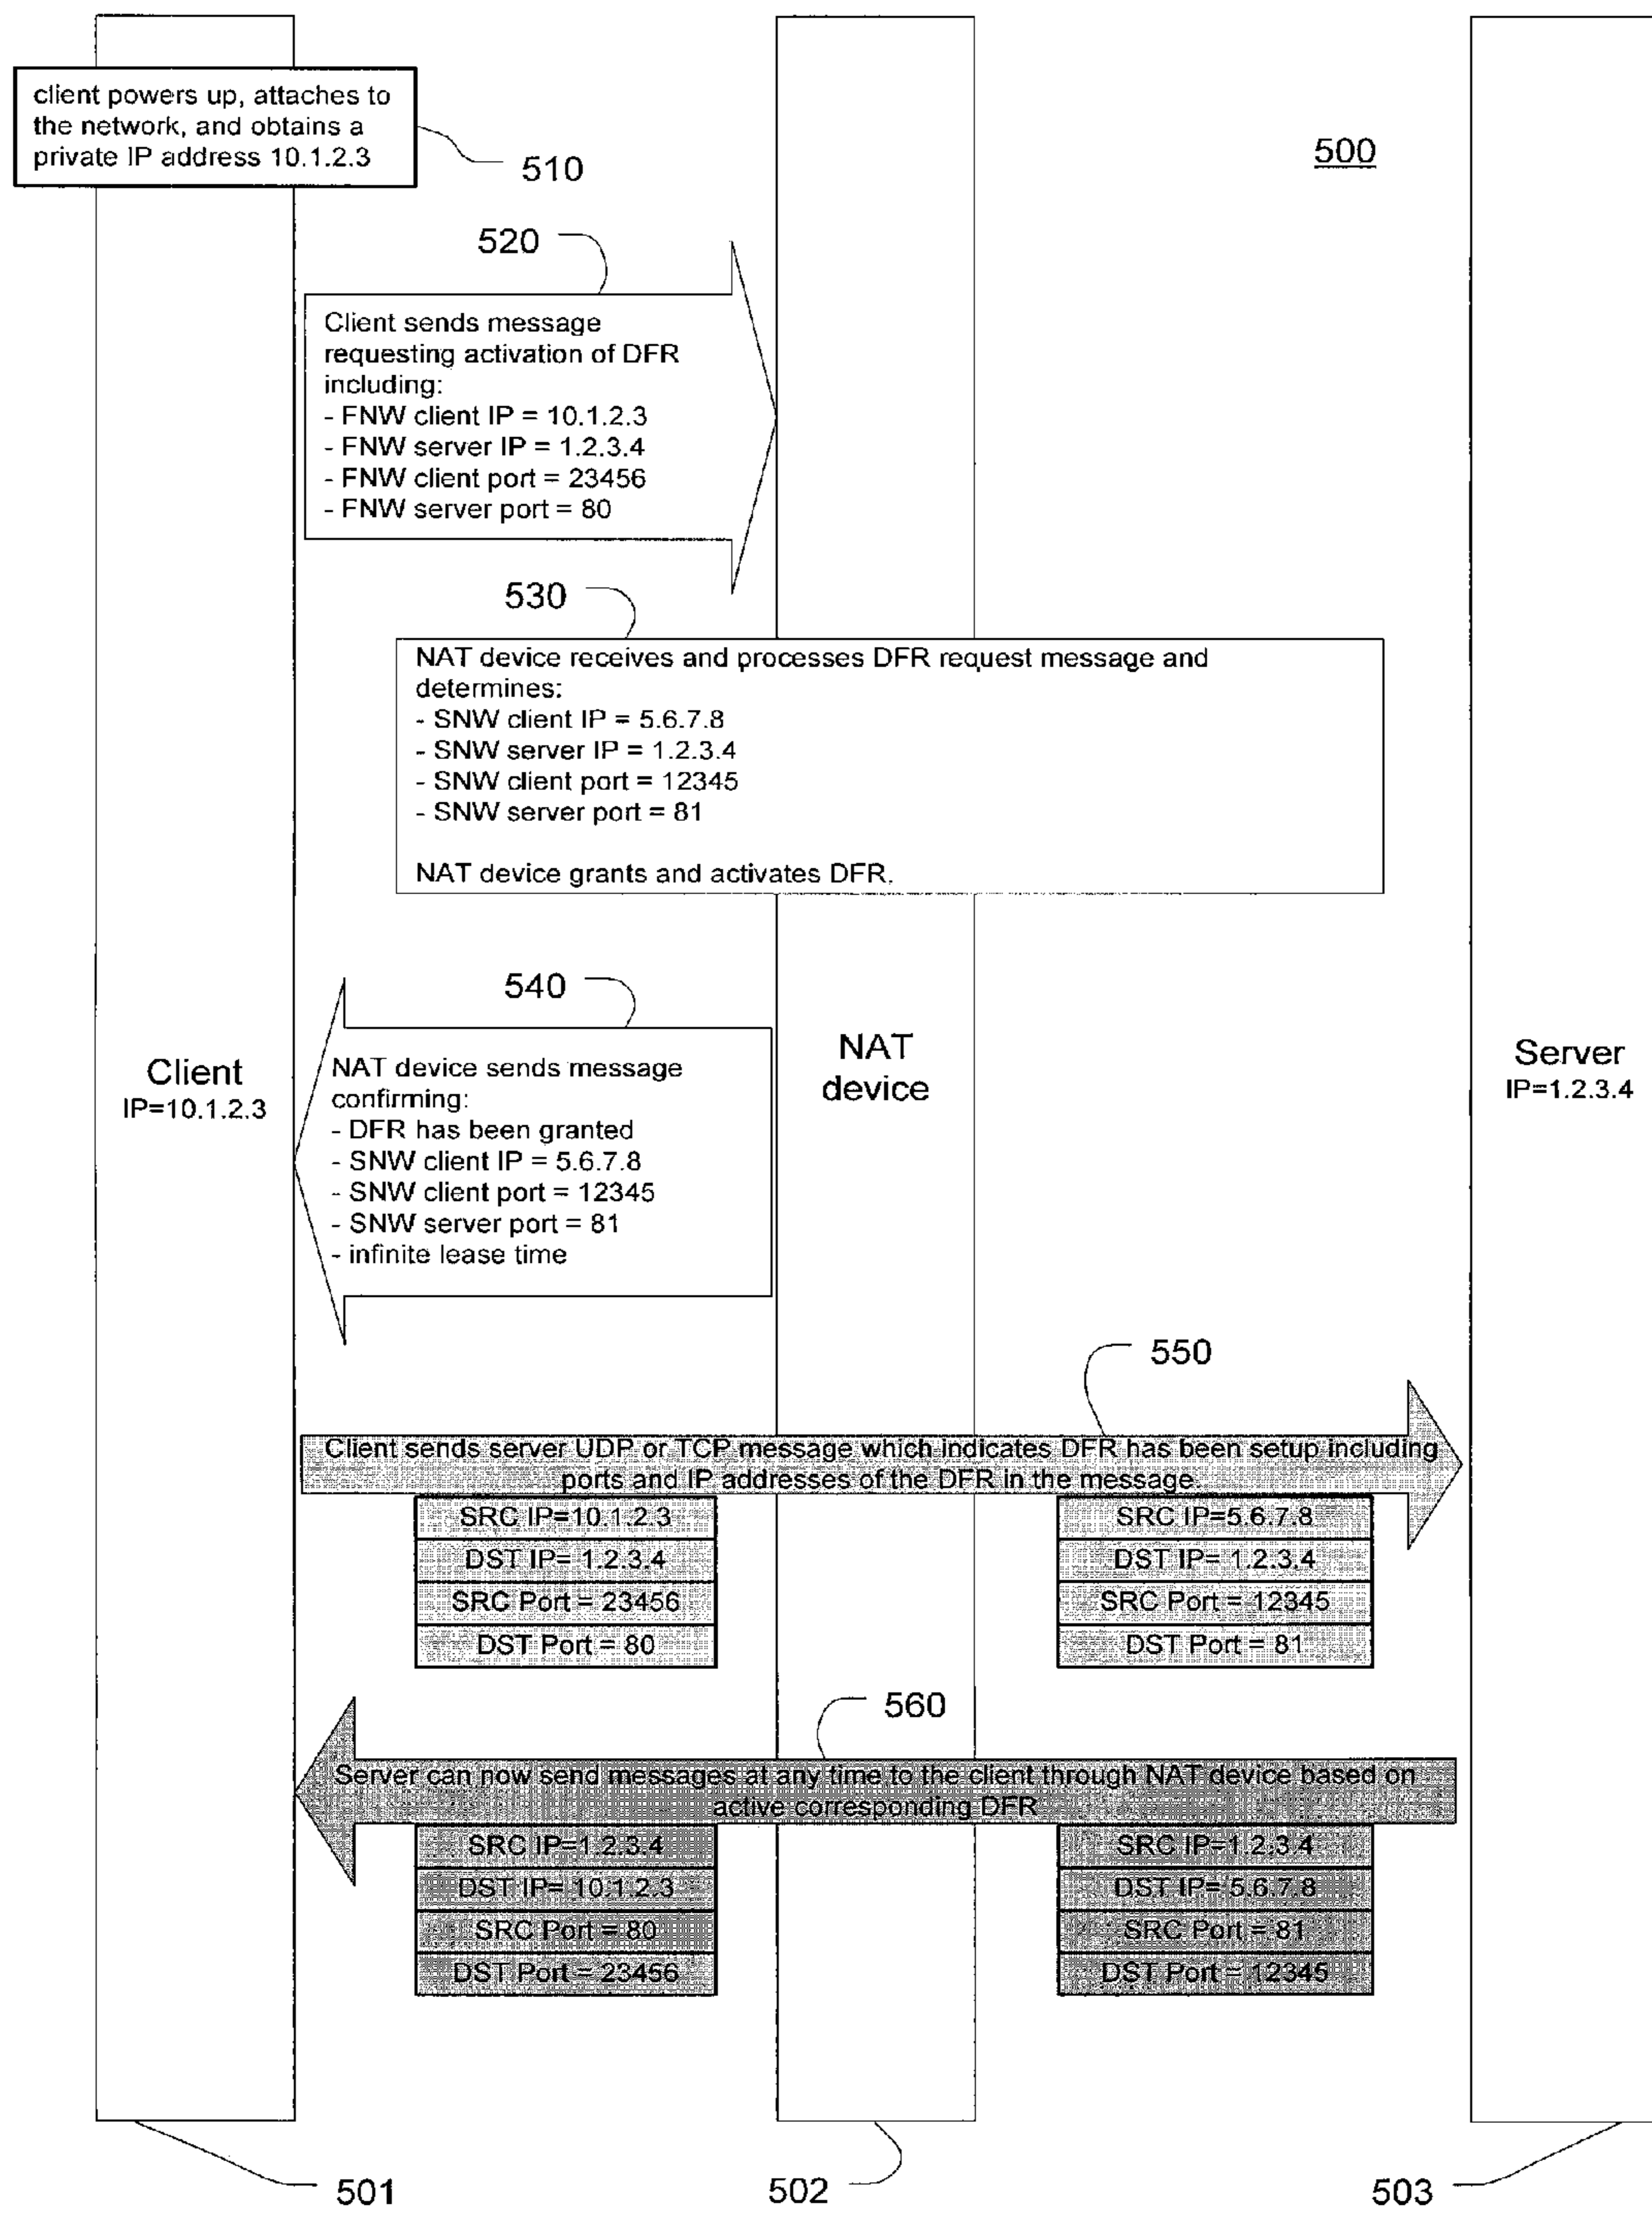 client powers up, attaches to
the network, and obtains a
private IP address 10.1.2.3
510
500
520
Client sends message
requesting activation of DFR
including:
- FNW client IP = 10.1.2.3
- FNW server IP = 1.2.3.4
- FNW client port = 23456
- FNW server port = 80
530
NAT device receives and processes DFR request message and
determines:
- SNW client IP = 5.6.7.8
- SNW server IP = 1.2.3.4
- SNW client port = 12345
- SNW server port = 81
NAT device grants and activates DFR.
540
NAT device sends message
confirming:
- DFR has been granted
- SNW client IP = 5.6.7.8
- SNW client port = 12345
- SNW server port = 81
- infinite lease time
Client
IP=10.1.2.3
NAT
device
Server
IP=1.2.3.4
550
Client sends server UDP or TCP message which indicates DFR has been setup including
ports and IP addresses of the DFR in the message.
SRC IP=10.1.2.3
DST IP= 1.2.3.4
SRC Port = 23456
DST Port = 80
SRC IP=5.6.7.8
DST IP= 1.2.3.4
SRC Port = 12345
DST Port = 81
560
Server can now send messages at any time to the client through NAT device based on
active corresponding DFR
SRC IP=1.2.3.4
DST IP= 10.1.2.3
SRC Port = 80
DST Port = 23456
SRC IP=1.2.3.4
DST IP= 5.6.7.8
SRC Port = 81
DST Port = 12345
501
502
503